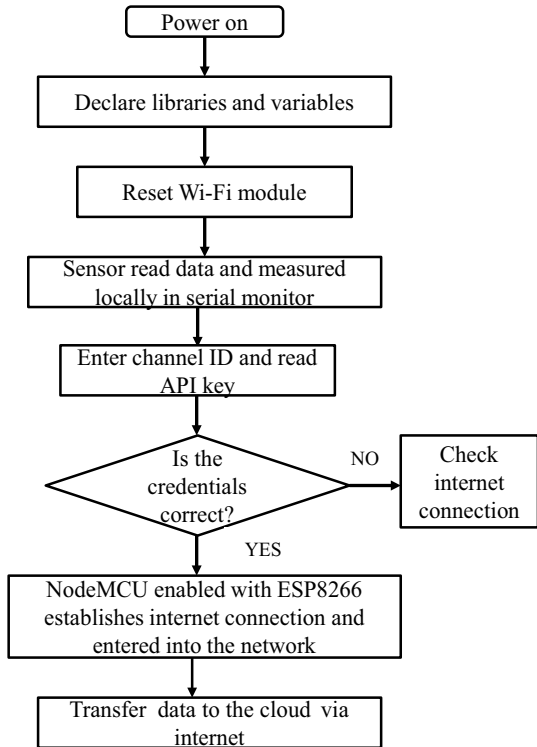 Power on
Declare libraries and variables
Reset Wi-Fi module
Sensor read data and measured
locally in serial monitor
Enter channel ID and read
API key
Is the
credentials
correct?
NO
Check
internet
connection
YES
NodeMCU enabled with ESP8266
establishes internet connection and
entered into the network
Transfer data to the cloud via
internet